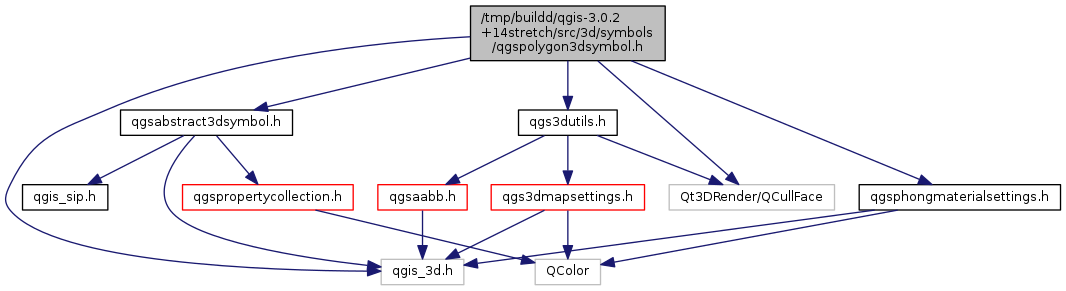 /tmp/buildd/qgis-3.0.2
+14stretch/src/3d/symbols
/qgspolygon3dsymbol.h
qgsabstract3dsymbol.h
qgs3dutils.h
qgis_sip.h
qgspropertycollection.h
qgsaabb.h
qgs3dmapsettings.h
Qt3DRender/QCullFace
qgsphongmaterialsettings.h
qgis_3d.h
QColor